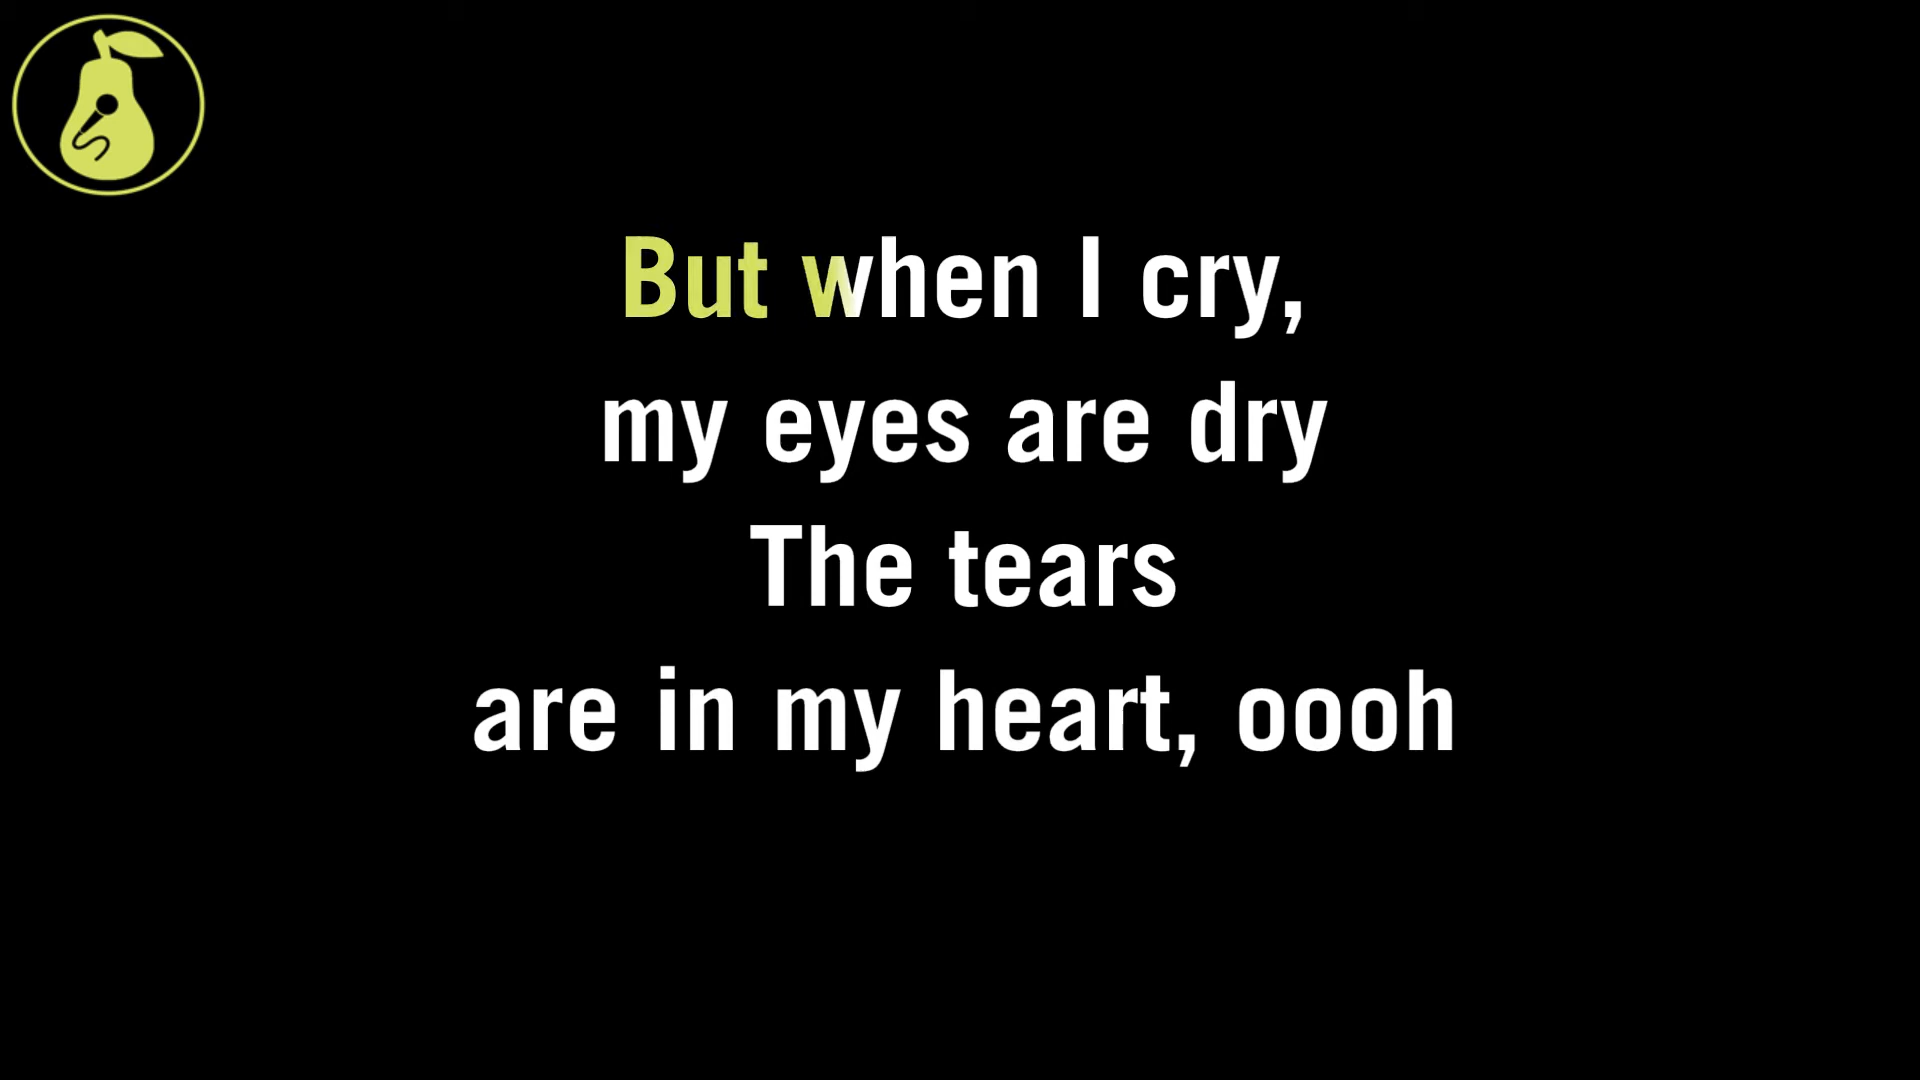 But when I cry,
my eyes are dry
The tears
are in my heart, oooh